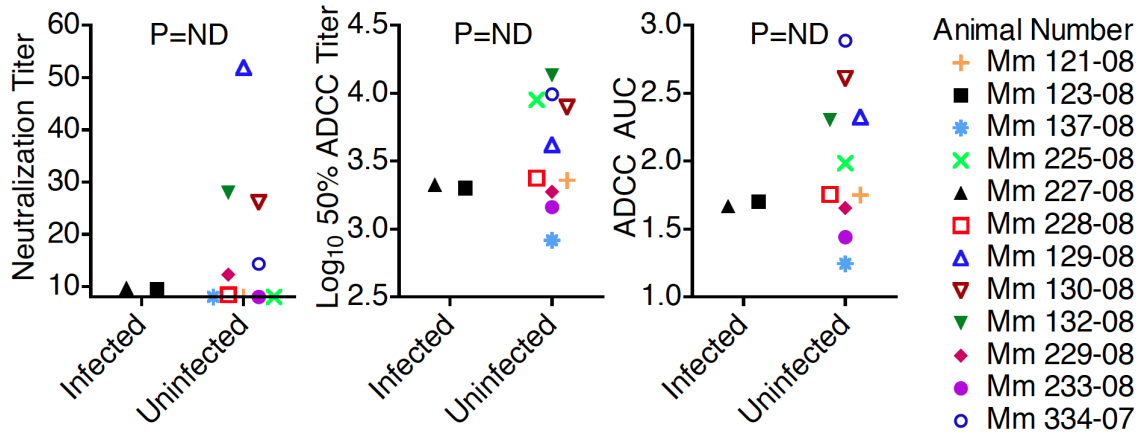 Neutralization Titer
60
50
40
30
20
10
P=ND
Infected
Uninfected
Log10 50% ADCC Titer
4.5
4.0
3.5
3.0
2.5
P=ND
Infected
Uninfected
ADCC AUC
3.0
2.5
2.0
1.5
1.0
P=ND
Infected
Uninfected
Animal Number
Mm 121-08
Mm 123-08
Mm 137-08
Mm 225-08
Mm 227-08
Mm 228-08
Mm 129-08
Mm 130-08
Mm 132-08
Mm 229-08
Mm 233-08
Mm 334-07